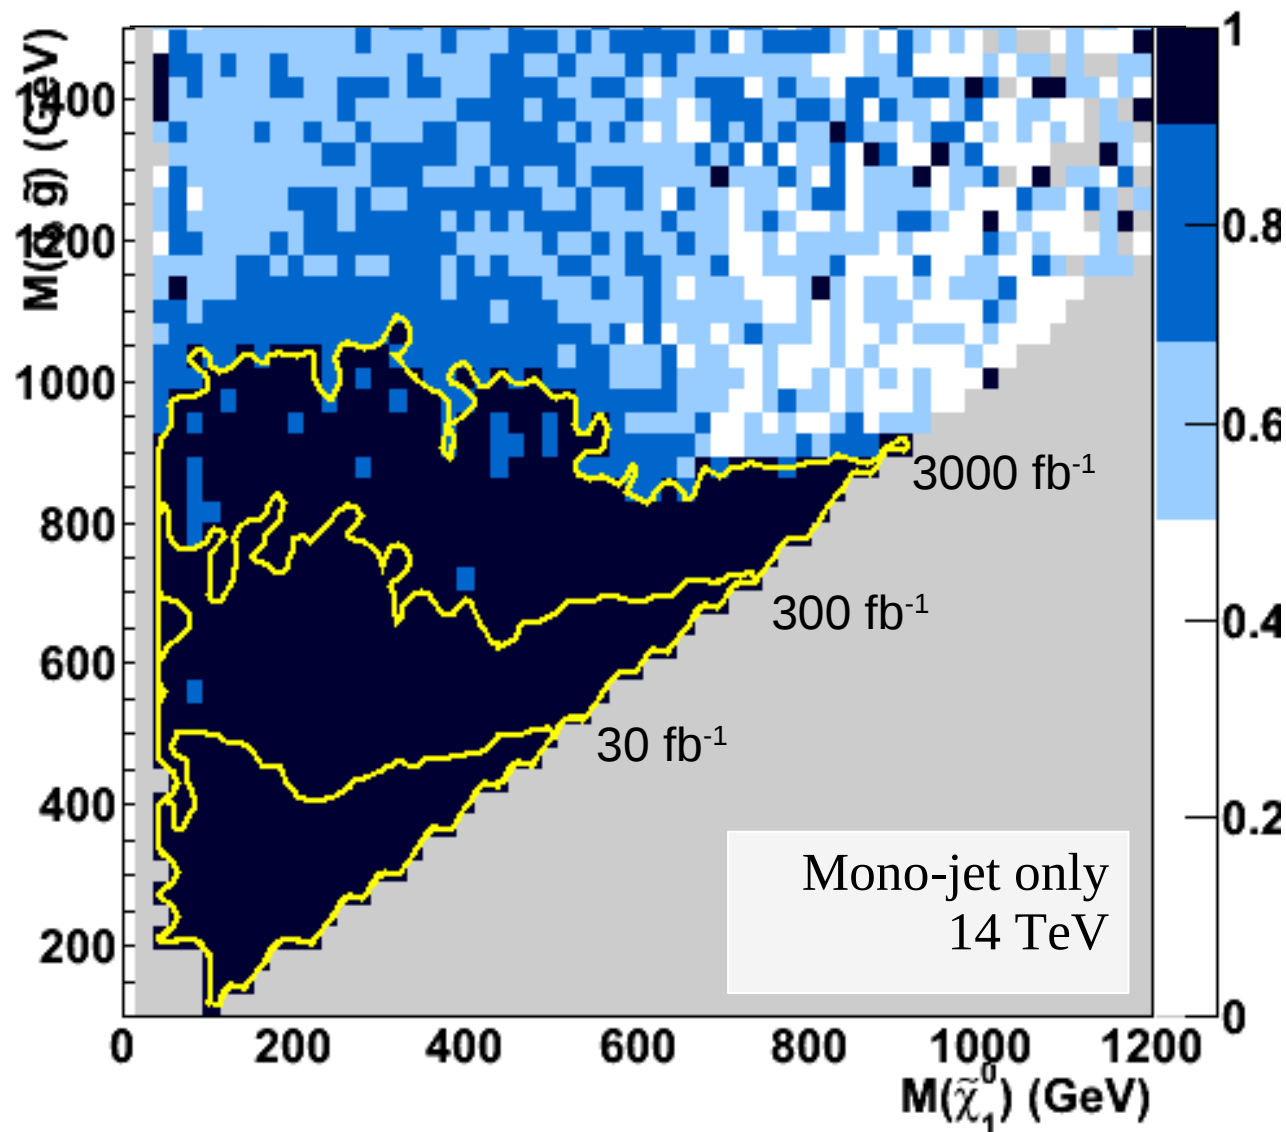 M(q̃, g̃) (GeV)
1400
1200
1000
800
600
400
200
0 200 400 600 800 1000 1200
M(χ̃⁰₁) (GeV)
1
0.8
0.6
0.4
0.2
0
3000 fb⁻¹
300 fb⁻¹
30 fb⁻¹
Mono-jet only
14 TeV